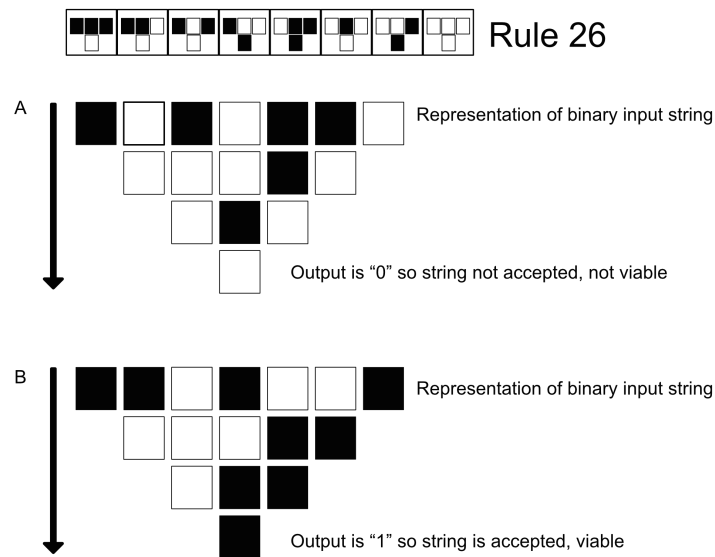 Rule 26
A
Representation of binary input string
Output is “0” so string not accepted, not viable
B
Representation of binary input string
Output is “1” so string is accepted, viable